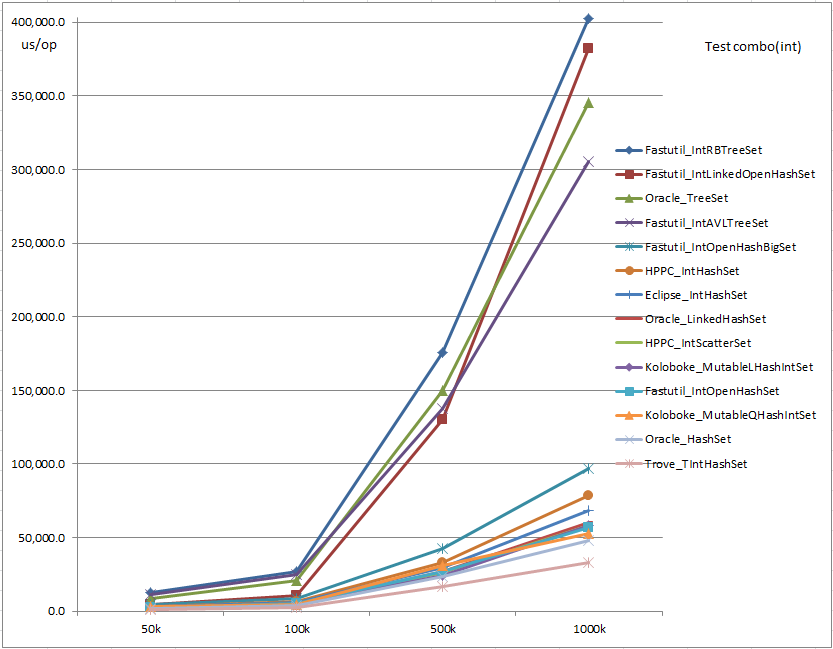 400,000.0
us/op
350,000.0
300,000.0
250,000.0
200,000.0
150,000.0
100,000.0
50,000.0
0.0
50k
100k
500k
1000k
Test combo(int)
Fastutil_IntRBTreeSet
Fastutil_IntLinkedOpenHashSet
Oracle_TreeSet
Fastutil_IntAVLTreeSet
Fastutil_IntOpenHashBigSet
HPPC_IntHashSet
Eclipse_IntHashSet
Oracle_LinkedHashSet
HPPC_IntScatterSet
Koloboke_MutableLHashIntSet
Fastutil_IntOpenHashSet
Koloboke_MutableQHashIntSet
Oracle_HashSet
Trove_TIntHashSet